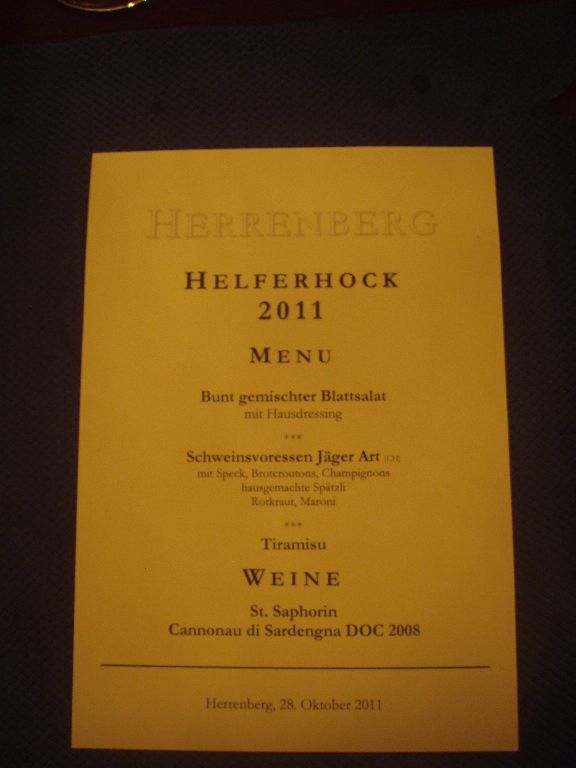 HERRENBERG
HELFERHOCK
2011
MENU
Bunt gemischter Blattsalat
mit Hausdressing
***
Schweinsvoressen Jäger Art (CH)
mit Speck, Brotcroutons, Champignons
hausgemachte Spätzli
Rotkraut, Maroni
***
Tiramisu
WEINE
St. Saphorin
Cannonau di Sardengna DOC 2008
Herrenberg, 28. Oktober 2011